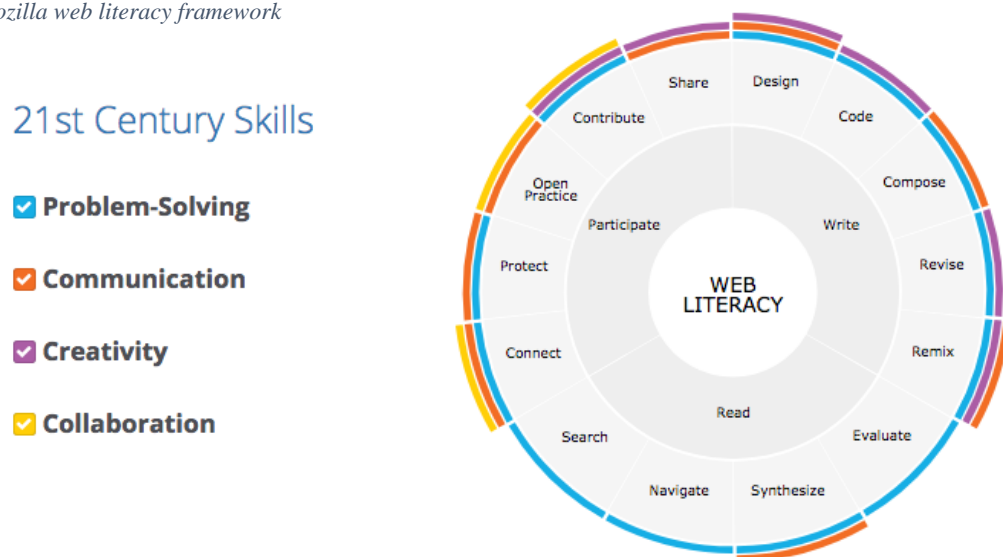 web literacy framework
21st Century Skills
Problem-Solving
Communication
Creativity
Collaboration
Share
Design
Contribute
Code
Open
Practice
Compose
Participate
Write
Protect
Revise
WEB
LITERACY
Connect
Remix
Read
Search
Evaluate
Navigate
Synthesize